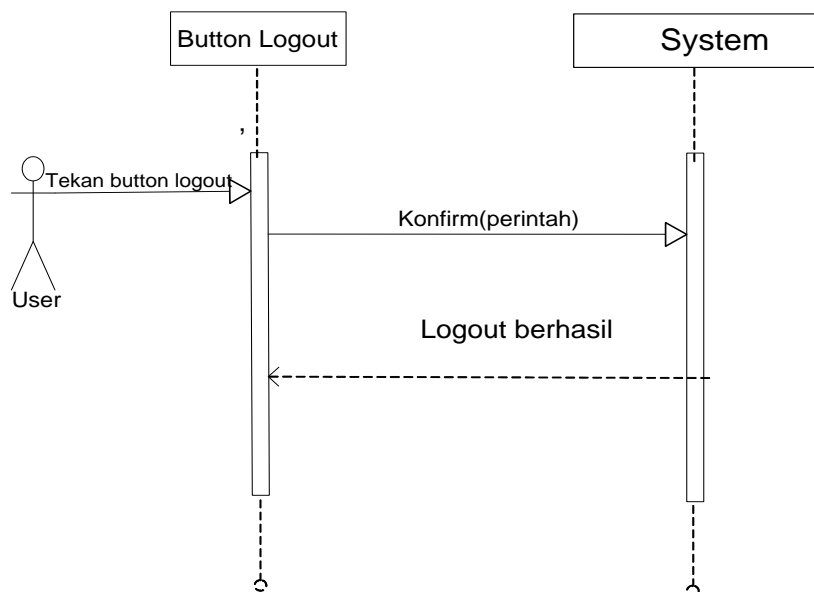 Button Logout
System
,
Tekan button logout
Konfirm(perintah)
User
Logout berhasil